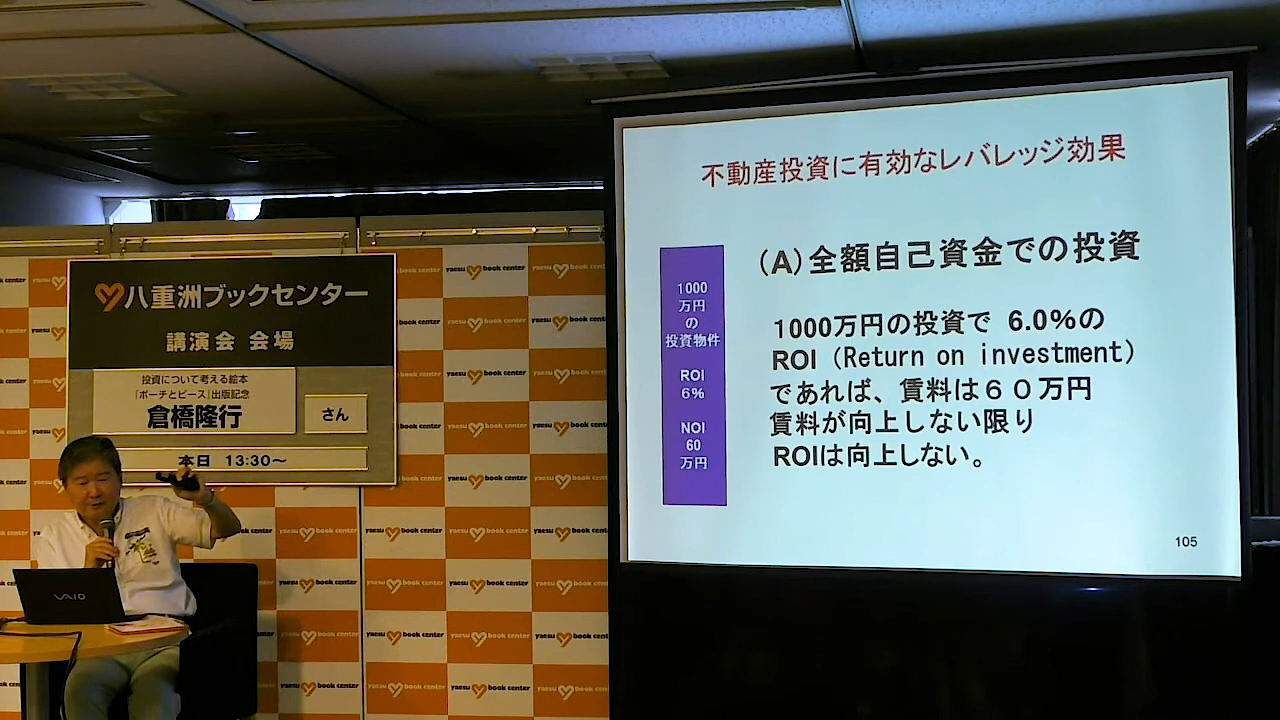 八重洲ブックセンター
講演会 会場
投資について考える絵本
『ポーチとピース』出版記念
倉橋隆行
さん
本日 13:30～
VAIO
yaesu book center
不動産投資に有効なレバレッジ効果
1000
万円
の
投資物件
ROI
6%
NOI
60
万円
(A)全額自己資金での投資
1000万円の投資で 6.0%の
ROI (Return on investment)
であれば、賃料は６０万円
賃料が向上しない限り
ROIは向上しない。
105